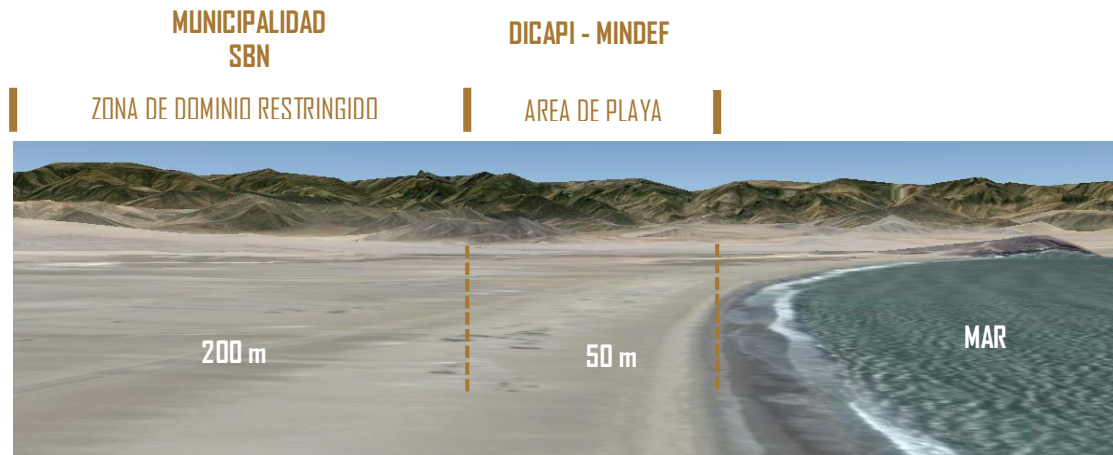 MUNICIPALIDAD
SBN
DICAPI - MINDEF
ZONA DE DOMINIO RESTRINGIDO
AREA DE PLAYA
200 m
50 m
MAR